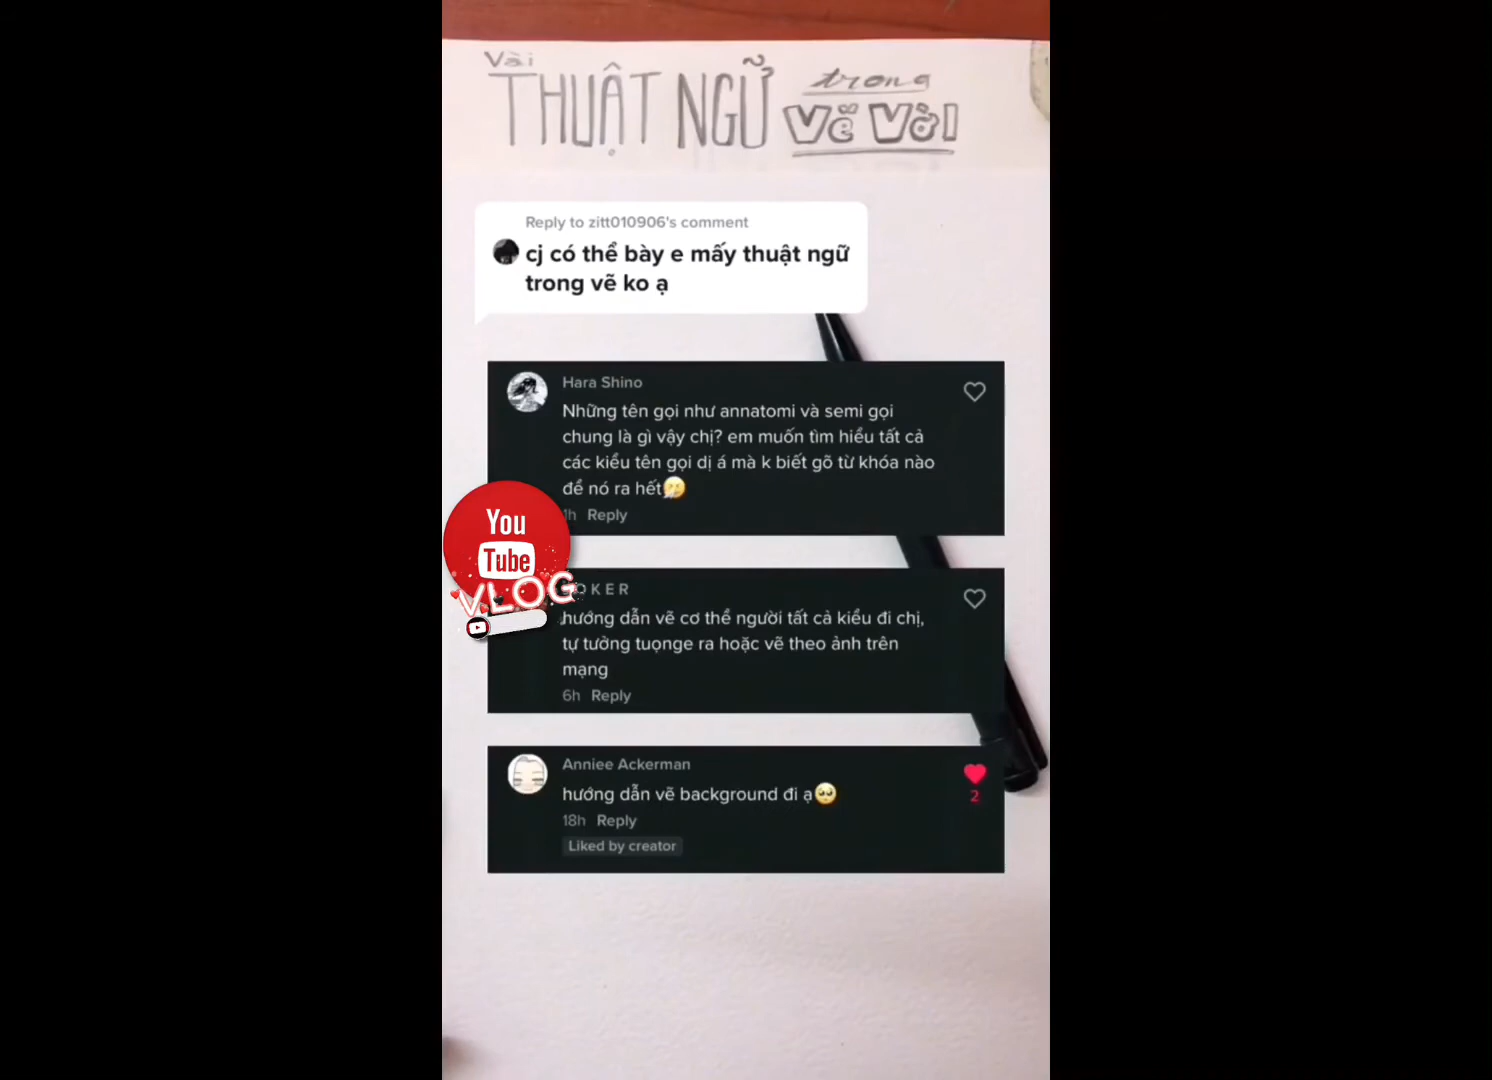 Vài
THUẬT NGỮ trong
vẽ vời
Reply to zitt010906's comment
cj có thể bày e mấy thuật ngữ
trong vẽ ko ạ
Hara Shino
Những tên gọi như annatomi và semi gọi
chung là gì vậy chị? em muốn tìm hiểu tất cả
các kiểu tên gọi dị á mà k biết gõ từ khóa nào
để nó ra hết
1h Reply
You
Tube
VLOG
OKER
hướng dẫn vẽ cơ thể người tất cả kiểu đi chị,
tự tưởng tuọnge ra hoặc vẽ theo ảnh trên
mạng
6h Reply
Anniee Ackerman
hướng dẫn vẽ background đi ạ
2
18h Reply
Liked by creator